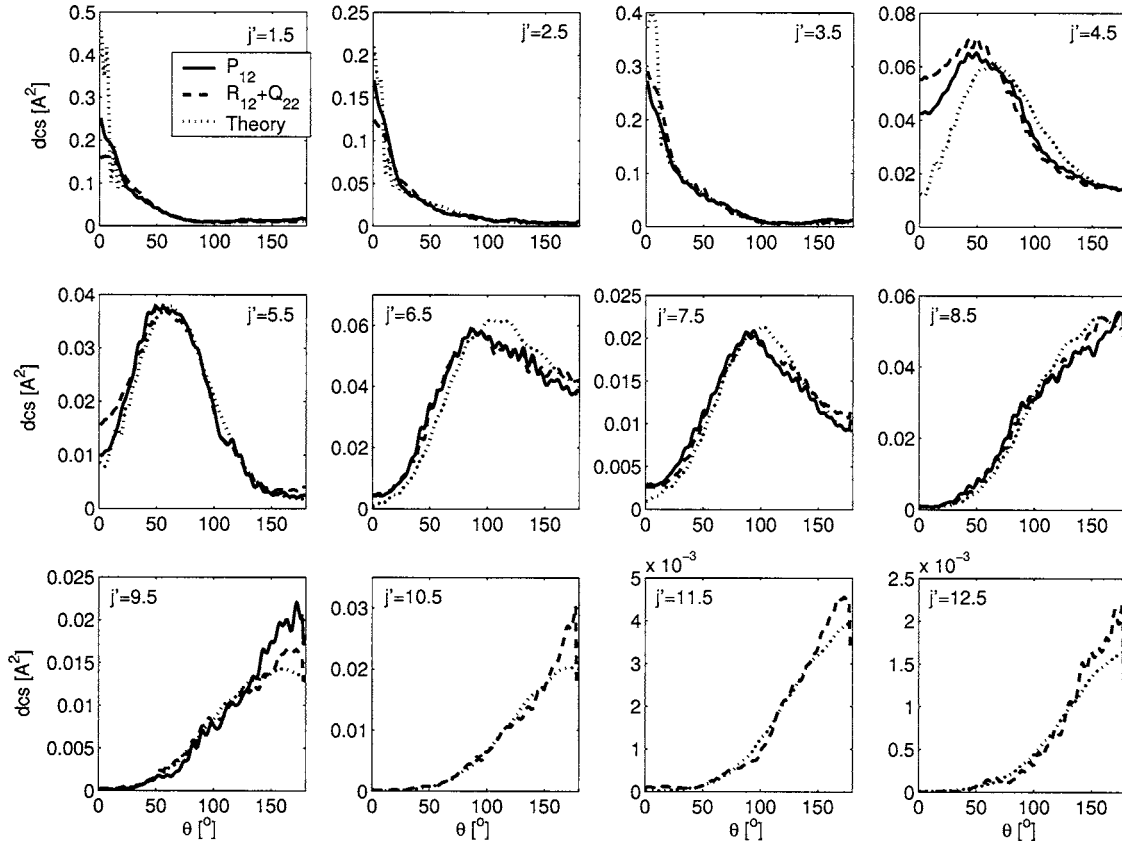 0.5
0.4
0.3
0.2
0.1
0
dcs [A²]
j'=1.5
P₁₂
R₁₂+Q₂₂
Theory
0 50 100 150
0.25
0.2
0.15
0.1
0.05
0
j'=2.5
0 50 100 150
0.4
0.3
0.2
0.1
0
j'=3.5
0 50 100 150
0.08
0.06
0.04
0.02
0
j'=4.5
0 50 100 150
0.04
0.03
0.02
0.01
0
dcs [A²]
j'=5.5
0 50 100 150
0.06
0.04
0.02
0
j'=6.5
0 50 100 150
0.025
0.02
0.015
0.01
0.005
0
j'=7.5
0 50 100 150
0.06
0.04
0.02
0
j'=8.5
0 50 100 150
0.025
0.02
0.015
0.01
0.005
0
dcs [A²]
j'=9.5
0 50 100 150
θ [°]
0.03
0.02
0.01
0
j'=10.5
0 50 100 150
θ [°]
x 10⁻³
5
4
3
2
1
0
j'=11.5
0 50 100 150
θ [°]
x 10⁻³
2.5
2
1.5
1
0.5
0
j'=12.5
0 50 100 150
θ [°]